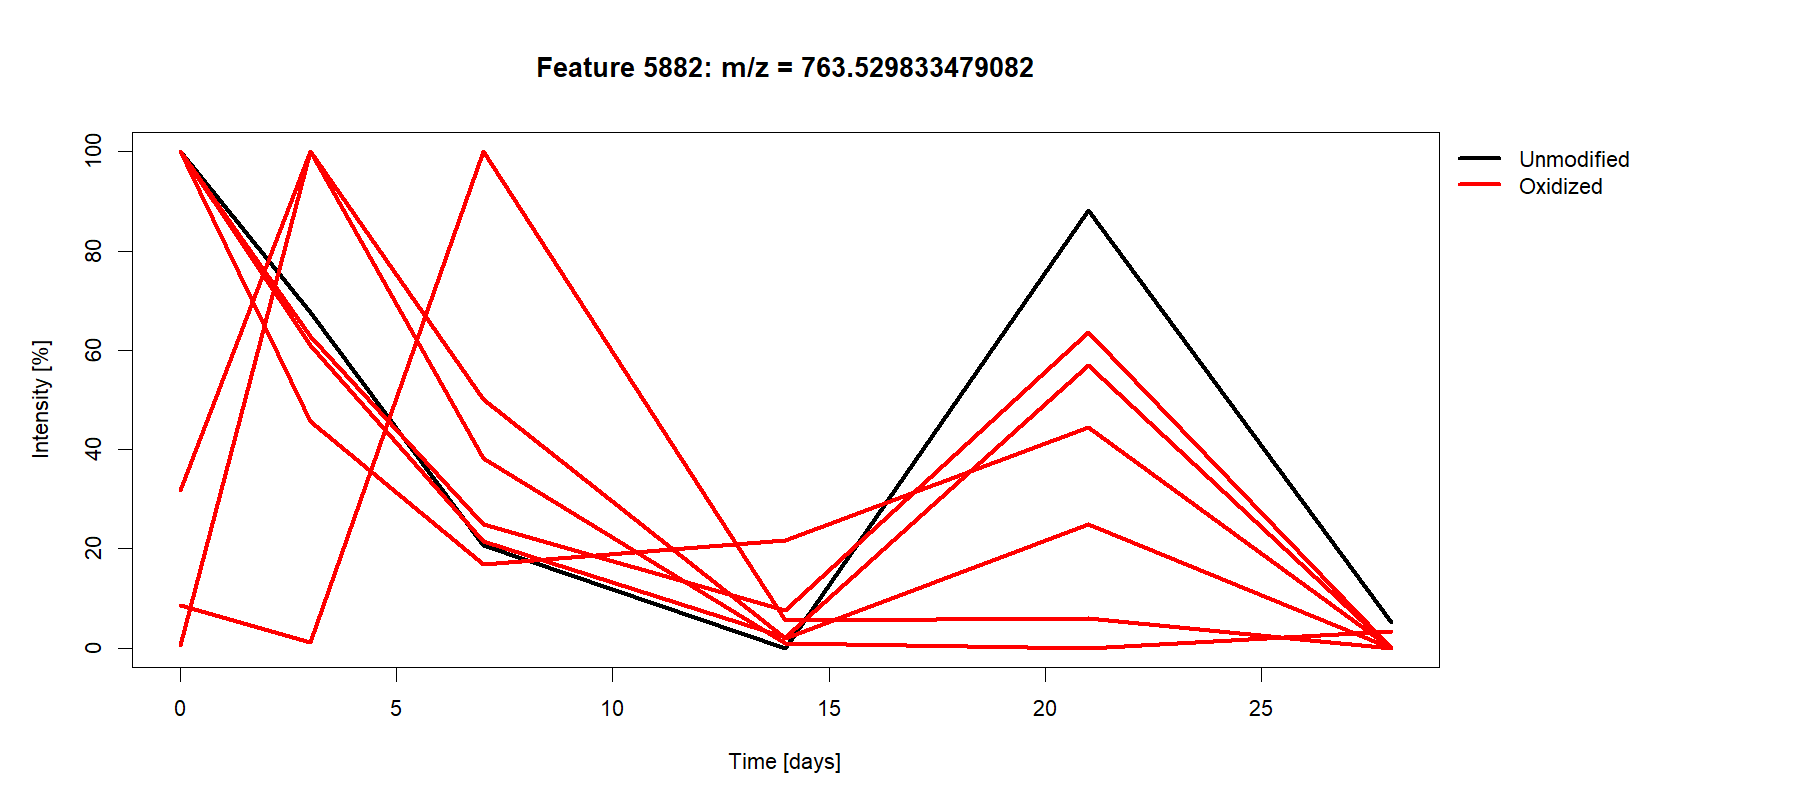 Feature 5882: m/z = 763.529833479082
Unmodified
Oxidized
Intensity [%]
100
80
60
40
20
0
0 5 10 15 20 25
Time [days]